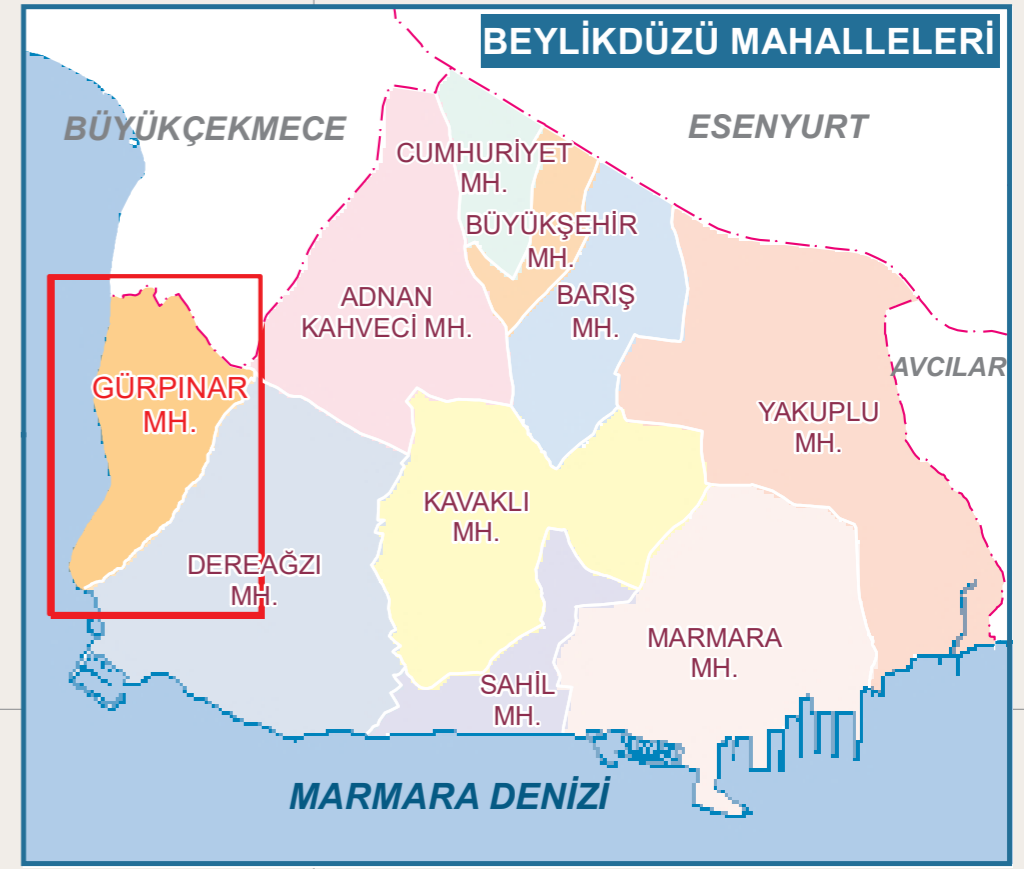 BEYLİKDÜZÜ MAHALLELERİ
BÜYÜKÇEKMECE
ESENYURT
CUMHURİYET
MH.
BÜYÜKŞEHİR
MH.
ADNAN
KAHVECİ MH.
BARIŞ
MH.
AVCILAR
GÜRPINAR
MH.
YAKUPLU
MH.
KAVAKLI
MH.
DEREAĞZI
MH.
MARMARA
MH.
SAHİL
MH.
MARMARA DENİZİ